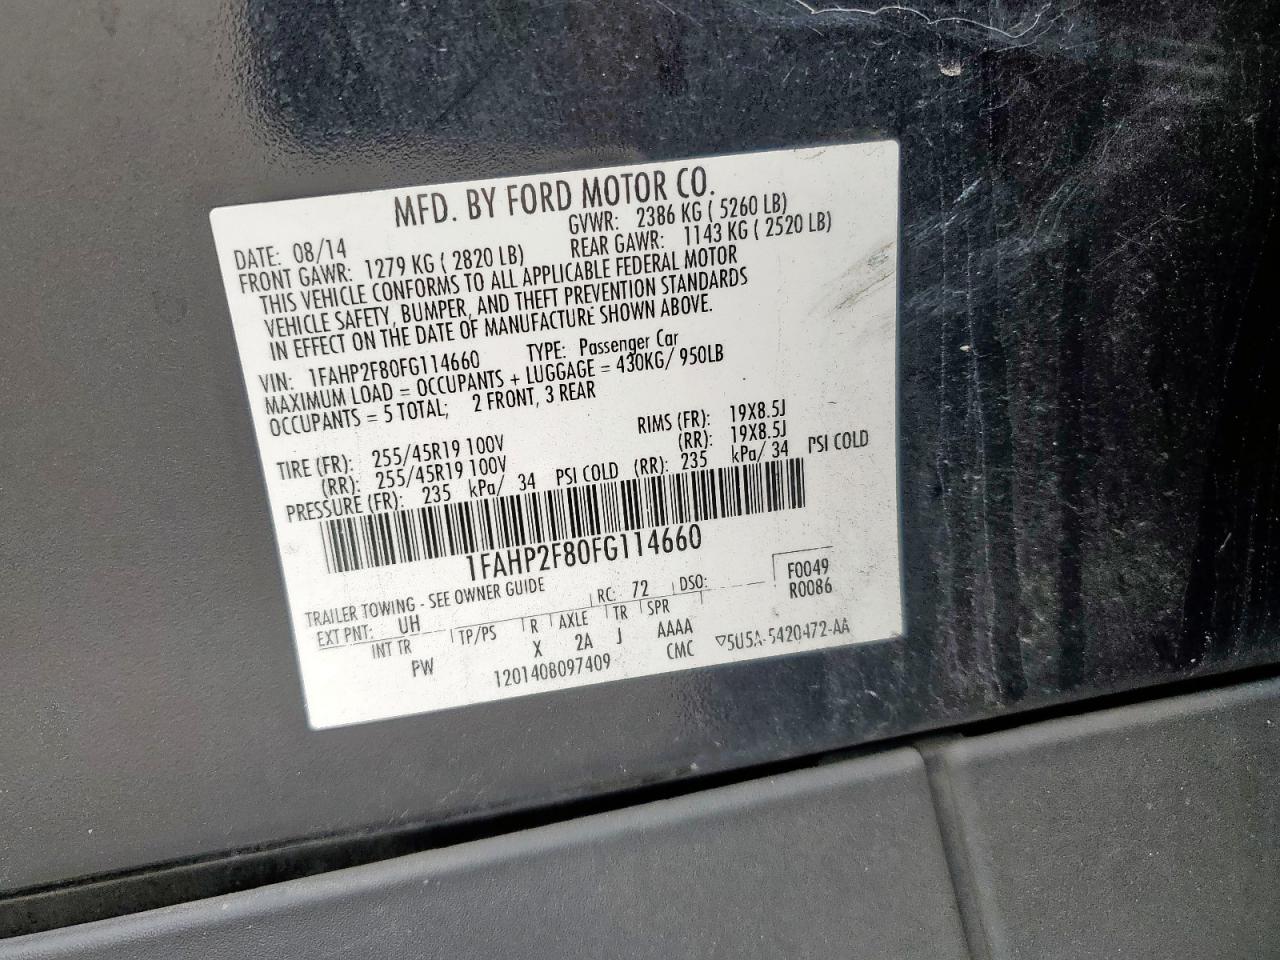 MFD. BY FORD MOTOR CO.
DATE: 08/14 GVWR: 2386 KG ( 5260 LB)
FRONT GAWR: 1279 KG ( 2820 LB) REAR GAWR: 1143 KG ( 2520 LB)
THIS VEHICLE CONFORMS TO ALL APPLICABLE FEDERAL MOTOR
VEHICLE SAFETY, BUMPER, AND THEFT PREVENTION STANDARDS
IN EFFECT ON THE DATE OF MANUFACTURE SHOWN ABOVE.
VIN: 1FAHP2F80FG114660 TYPE: Passenger Car
MAXIMUM LOAD = OCCUPANTS + LUGGAGE = 430KG/ 950LB
OCCUPANTS = 5 TOTAL; 2 FRONT, 3 REAR
TIRE (FR): 255/45R19 100V RIMS (FR): 19X8.5J
(RR): 255/45R19 100V (RR): 19X8.5J
PRESSURE (FR): 235 kPa/ 34 PSI COLD (RR): 235 kPa/ 34 PSI COLD
1FAHP2F80FG114660
TRAILER TOWING - SEE OWNER GUIDE
EXT PNT: UH RC: 72 DSO: F0049
R0086
INT TR TP/PS R AXLE TR SPR
PW X 2A J AAAA
1201408097409 CMC ▽5U5A-5420472-AA